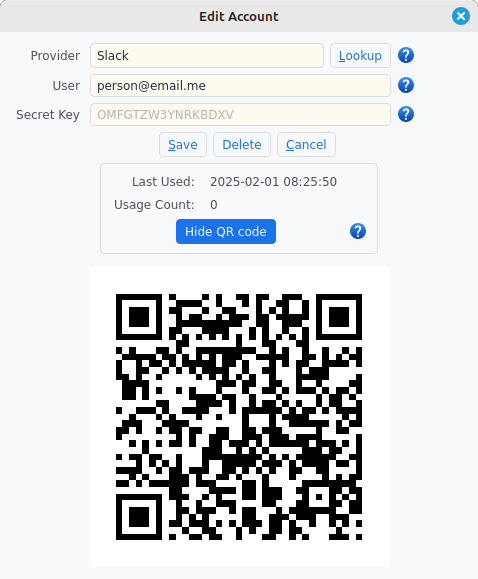 Edit Account
Provider Slack Lookup ?
User person@email.me ?
Secret Key OMFGTZW3YNRKBDXV ?
Save Delete Cancel
Last Used: 2025-02-01 08:25:50
Usage Count: 0
Hide QR code ?